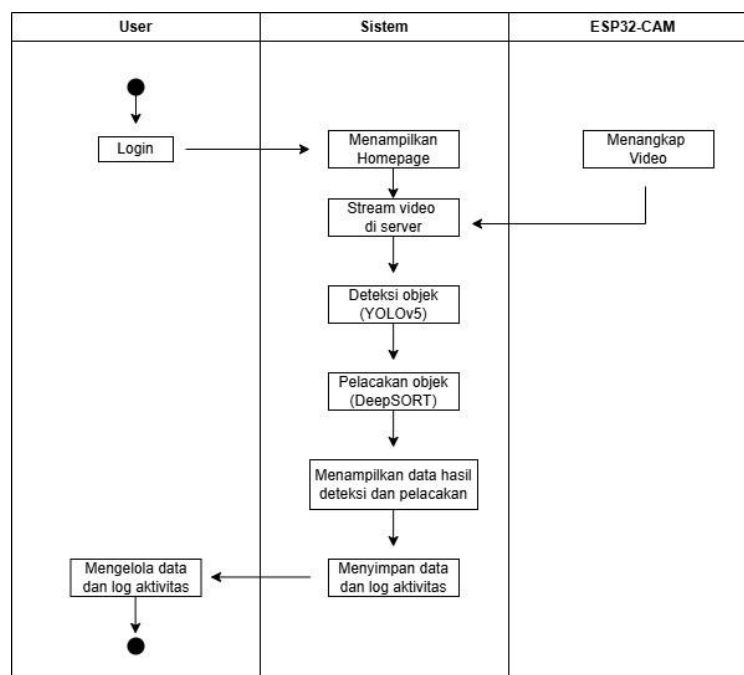 User
Sistem
ESP32-CAM
Login
Menampilkan
Homepage
Menangkap
Video
Stream video
di server
Deteksi objek
(YOLOv5)
Pelacakan objek
(DeepSORT)
Menampilkan data hasil
deteksi dan pelacakan
Mengelola data
dan log aktivitas
Menyimpan data
dan log aktivitas